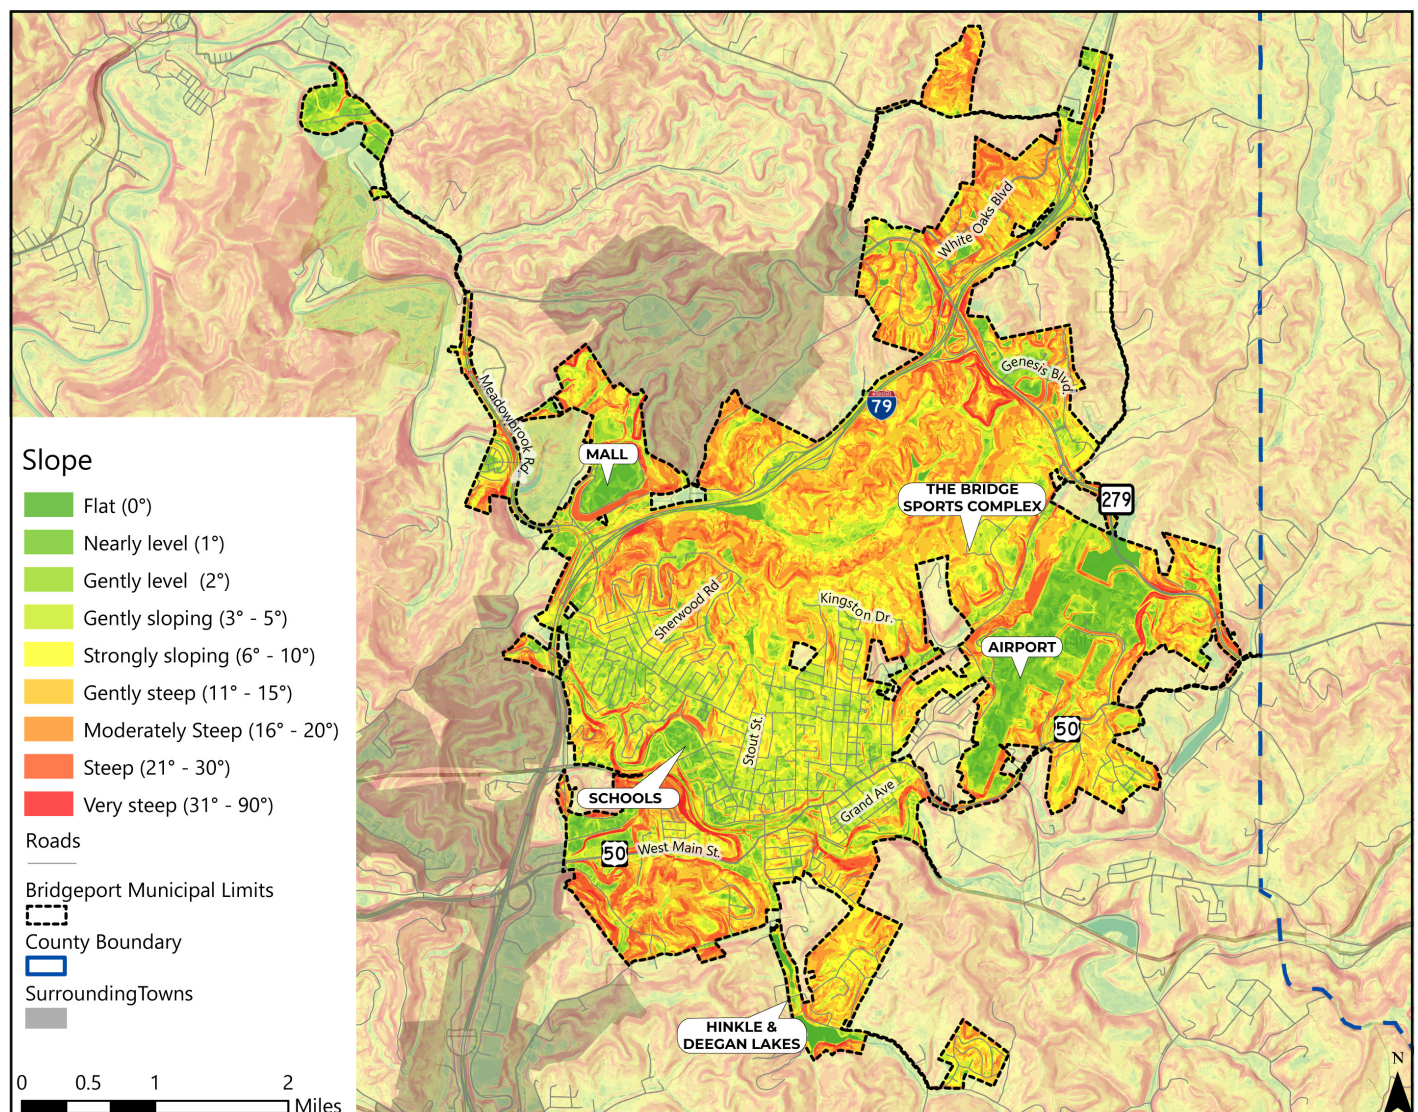 White Oaks Blvd
Genesis Blvd.
Meadowbrook Rd.
INTERSTATE
79
MALL
THE BRIDGE
SPORTS COMPLEX
279
Sherwood Rd
Kingston Dr.
AIRPORT
50
Stout St.
SCHOOLS
Grand Ave
50
West Main St.
HINKLE &
DEEGAN LAKES
Slope
Flat (0°)
Nearly level (1°)
Gently level (2°)
Gently sloping (3° - 5°)
Strongly sloping (6° - 10°)
Gently steep (11° - 15°)
Moderately Steep (16° - 20°)
Steep (21° - 30°)
Very steep (31° - 90°)
Roads
Bridgeport Municipal Limits
County Boundary
SurroundingTowns
0 0.5 1 2
Miles
N